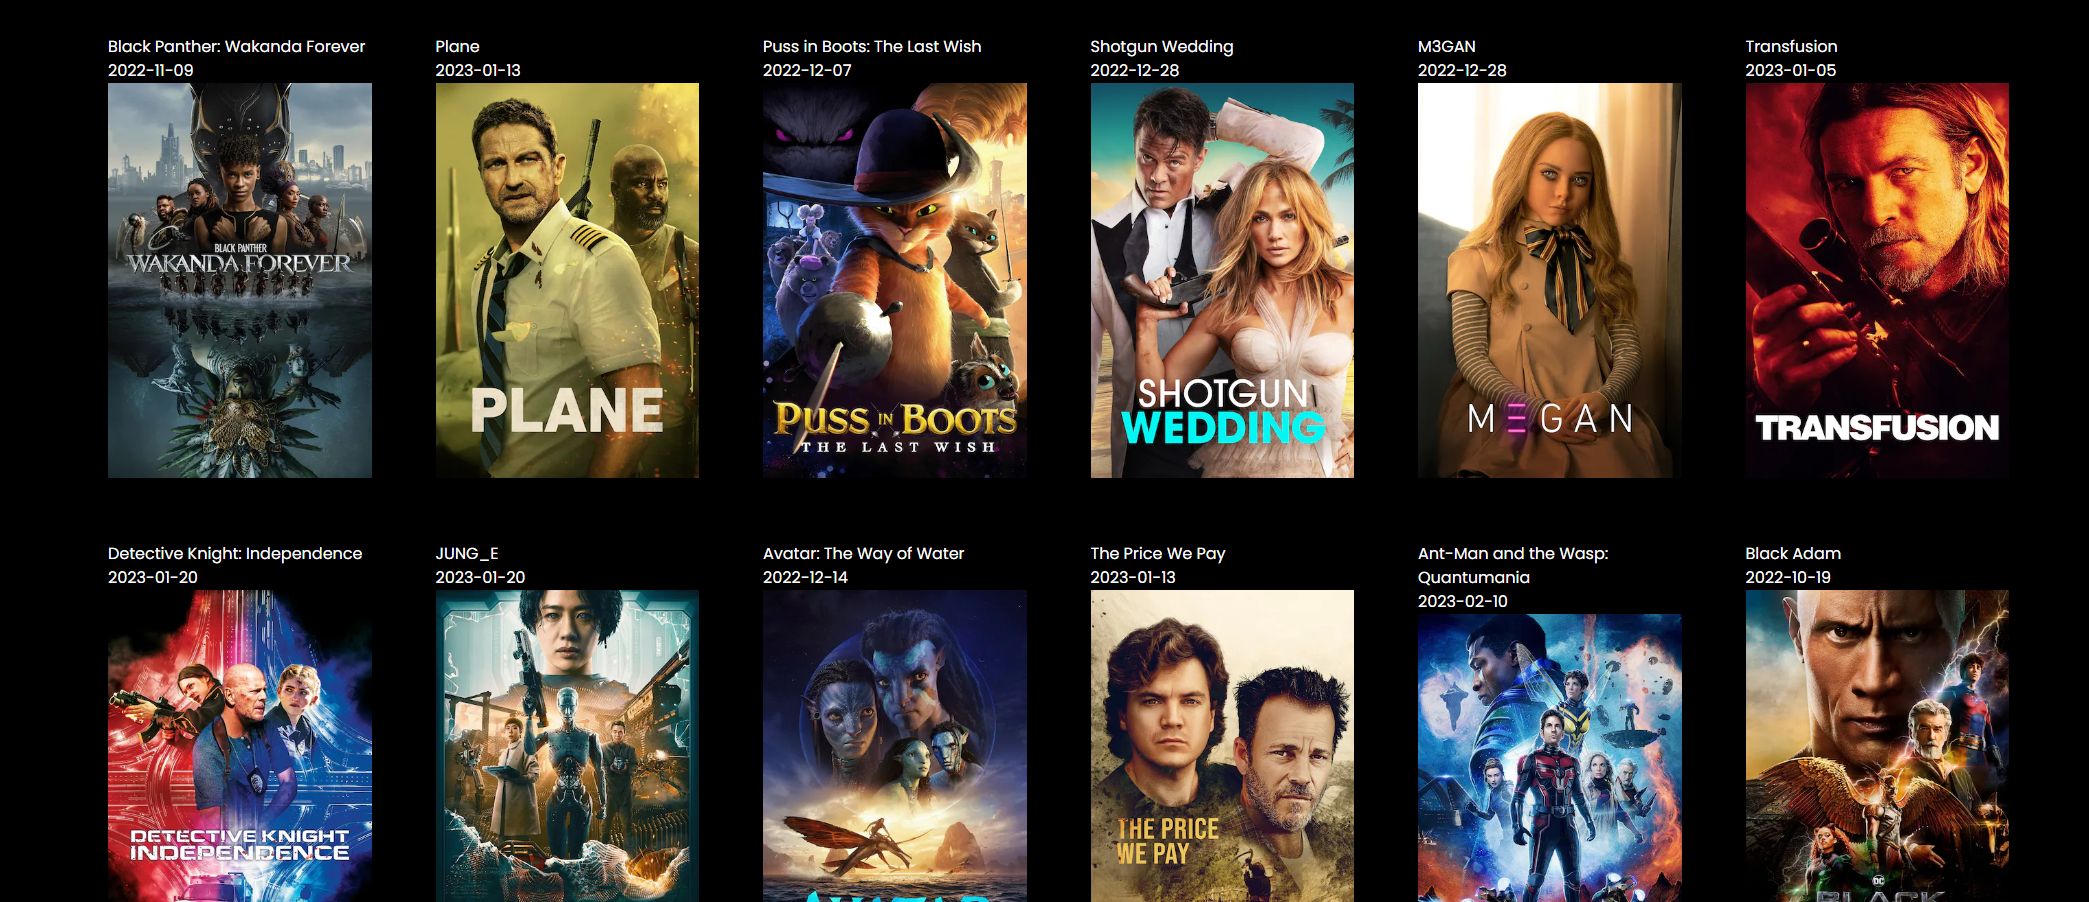 Black Panther: Wakanda Forever
2022-11-09
BLACK PANTHER
WAKANDA FOREVER
Plane
2023-01-13
PLANE
Puss in Boots: The Last Wish
2022-12-07
PUSS IN BOOTS
THE LAST WISH
Shotgun Wedding
2022-12-28
SHOTGUN
WEDDING
M3GAN
2022-12-28
MΞGAN
Transfusion
2023-01-05
TRANSFUSION
Detective Knight: Independence
2023-01-20
DETECTIVE KNIGHT
INDEPENDENCE
JUNG_E
2023-01-20
Avatar: The Way of Water
2022-12-14
AVATAR
The Price We Pay
2023-01-13
THE PRICE
WE PAY
Ant-Man and the Wasp:
Quantumania
2023-02-10
Black Adam
2022-10-19
DC
BLACK